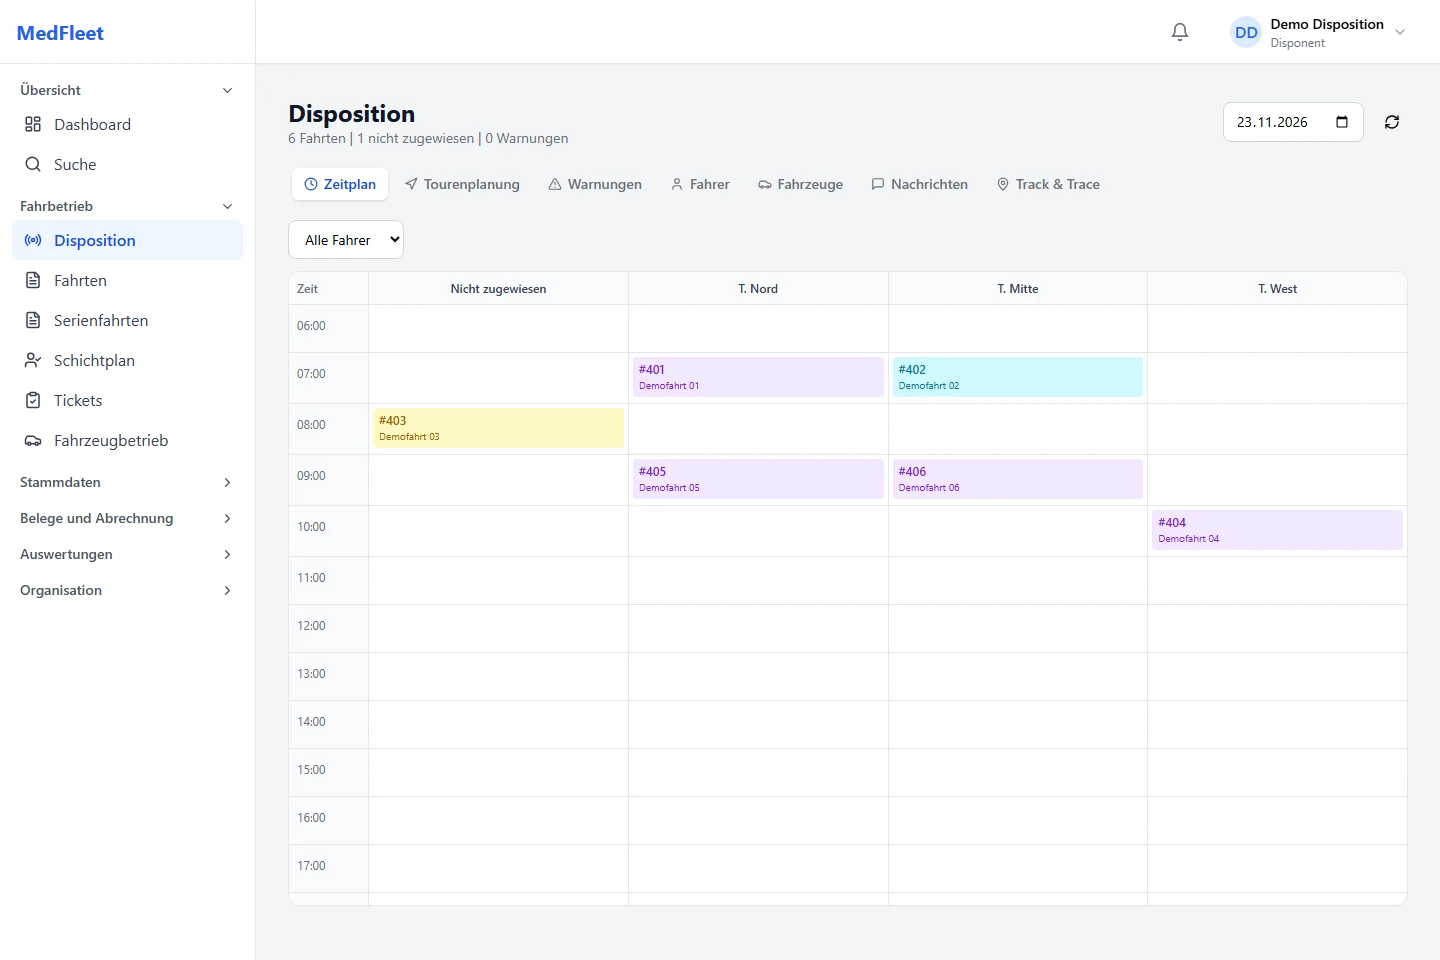 MedFleet
DD
Demo Disposition
Disponent
Übersicht
Dashboard
Suche
Fahrbetrieb
Disposition
Fahrten
Serienfahrten
Schichtplan
Tickets
Fahrzeugbetrieb
Stammdaten
Belege und Abrechnung
Auswertungen
Organisation
Disposition
6 Fahrten | 1 nicht zugewiesen | 0 Warnungen
23.11.2026
Zeitplan Tourenplanung Warnungen Fahrer Fahrzeuge Nachrichten Track & Trace
Alle Fahrer
Zeit Nicht zugewiesen T. Nord T. Mitte T. West
06:00
07:00
#401
Demofahrt 01
#402
Demofahrt 02
08:00
#403
Demofahrt 03
09:00
#405
Demofahrt 05
#406
Demofahrt 06
10:00
#404
Demofahrt 04
11:00
12:00
13:00
14:00
15:00
16:00
17:00